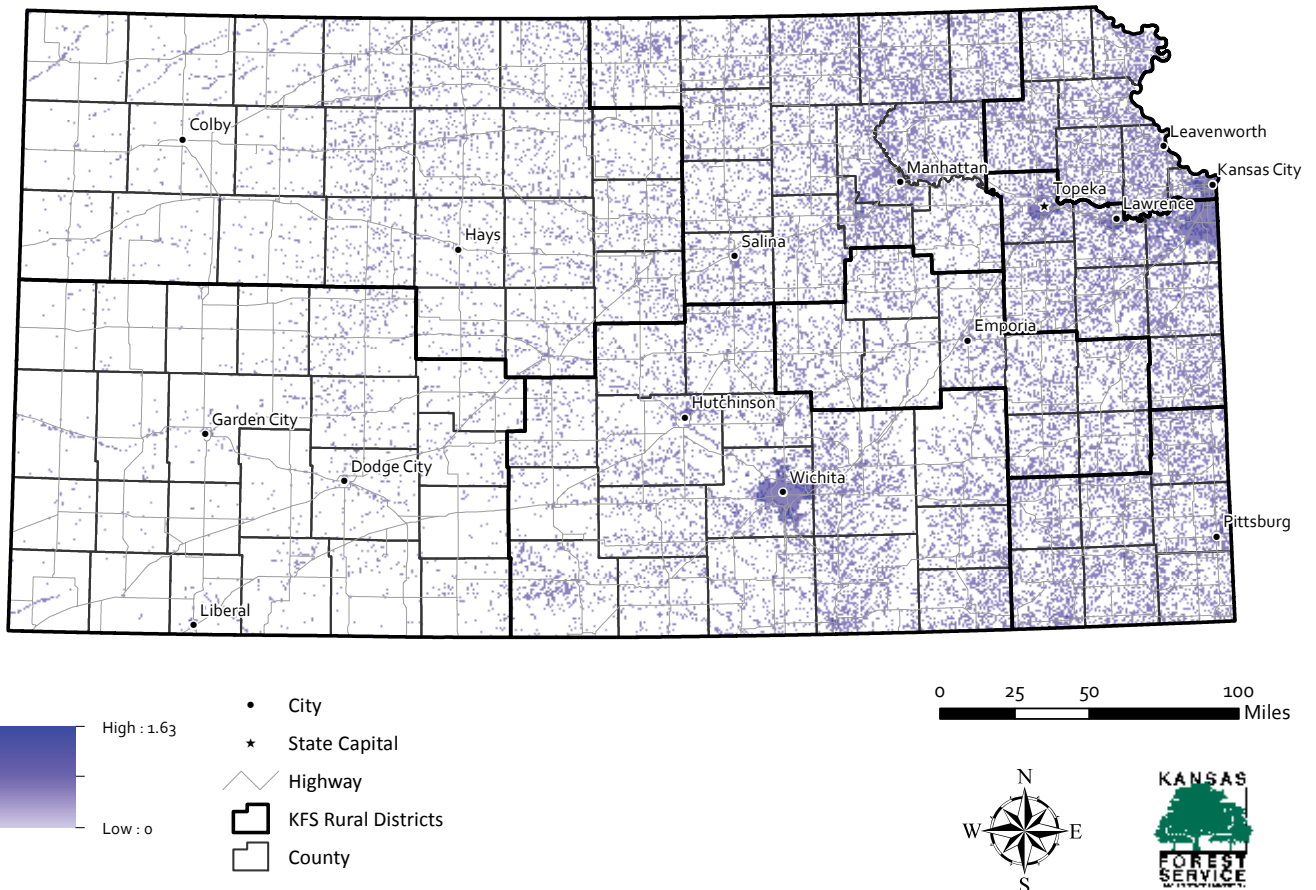 Colby
Leavenworth
Manhattan
Kansas City
Topeka
Lawrence
Hays
Salina
Emporia
Hutchinson
Garden City
Dodge City
Wichita
Pittsburg
Liberal
High : 1.63
Low : 0
City
State Capital
Highway
KFS Rural Districts
County
0 25 50 100
Miles
N
W E
S
KANSAS
FOREST
SERVICE